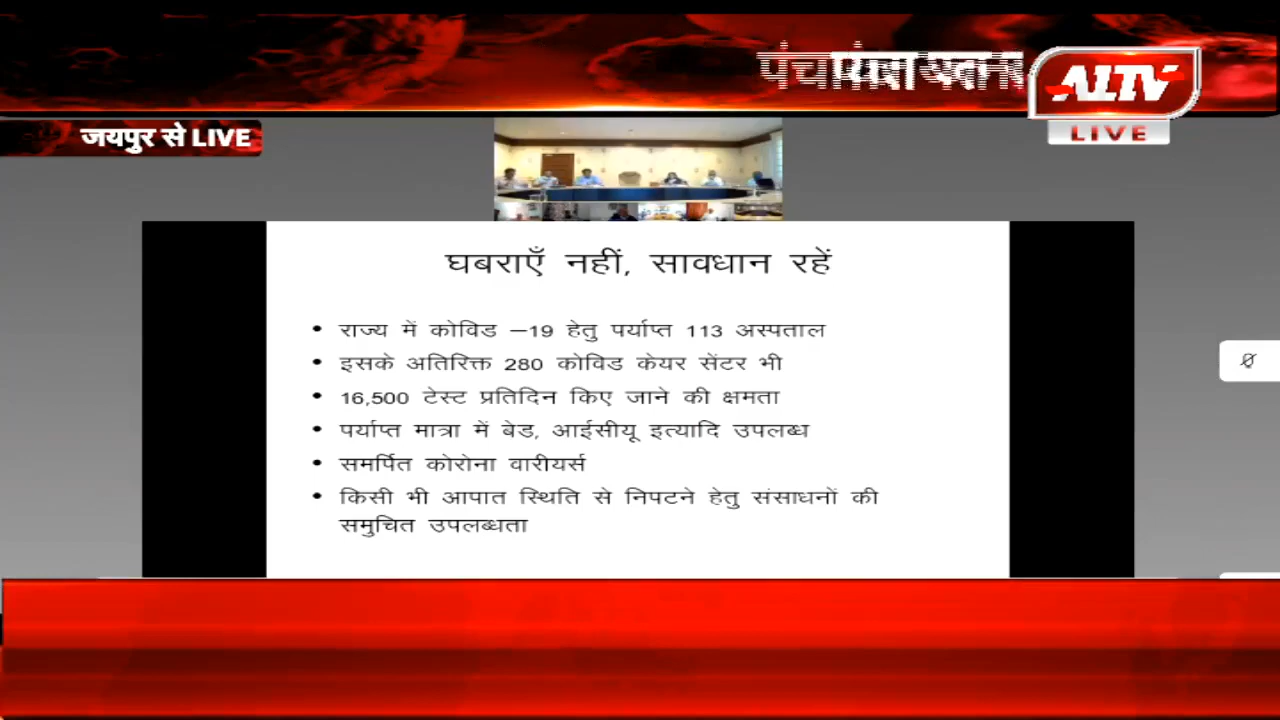 ALTV
LIVE
जयपुर से LIVE
घबराएँ नहीं, सावधान रहें
• राज्य में कोविड –19 हेतु पर्याप्त 113 अस्पताल
• इसके अतिरिक्त 280 कोविड केयर सेंटर भी
• 16,500 टेस्ट प्रतिदिन किए जाने की क्षमता
• पर्याप्त मात्रा में बेड, आईसीयू इत्यादि उपलब्ध
• समर्पित कोरोना वारीयर्स
• किसी भी आपात स्थिति से निपटने हेतु संसाधनों की
समुचित उपलब्धता